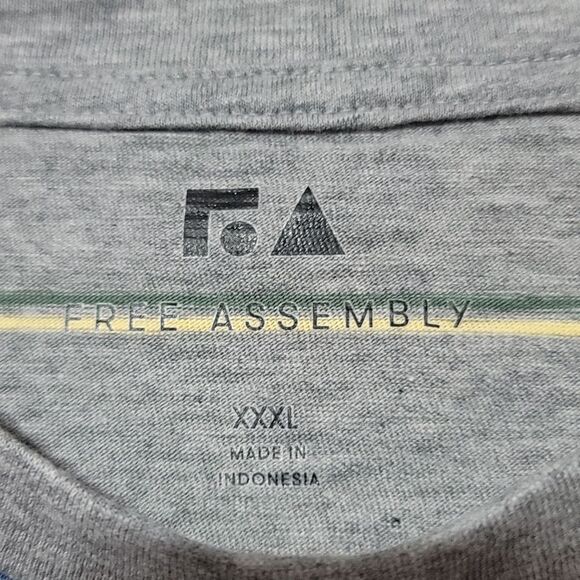 FREE ASSEMBLY
XXXL
MADE IN
INDONESIA